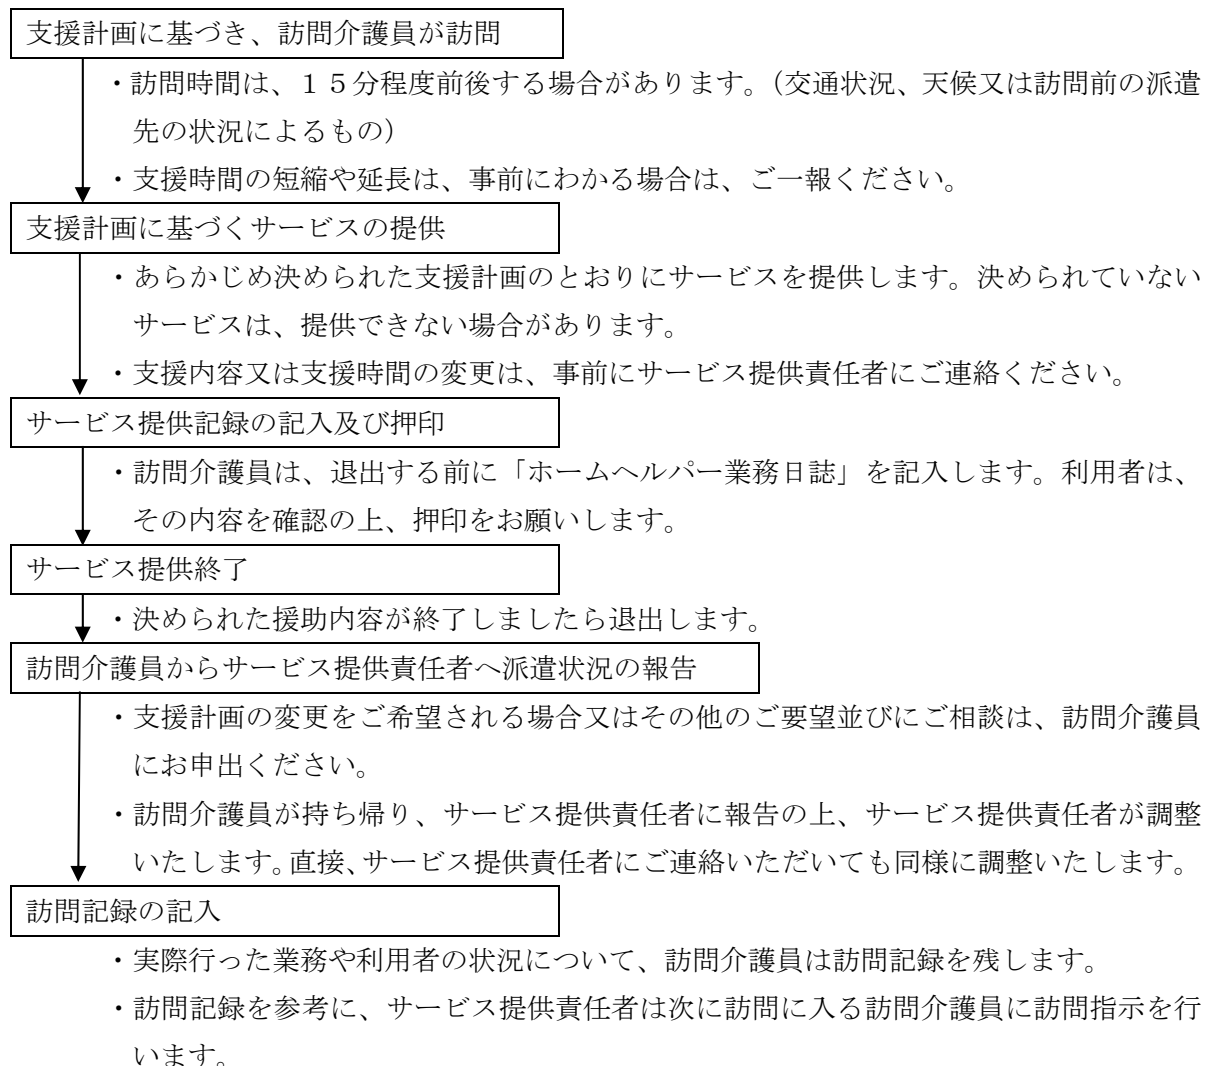 支援計画に基づき、訪問介護員が訪問
・訪問時間は、１５分程度前後する場合があります。（交通状況、天候又は訪問前の派遣
先の状況によるもの）
・支援時間の短縮や延長は、事前にわかる場合は、ご一報ください。
支援計画に基づくサービスの提供
・あらかじめ決められた支援計画のとおりにサービスを提供します。決められていない
サービスは、提供できない場合があります。
・支援内容又は支援時間の変更は、事前にサービス提供責任者にご連絡ください。
サービス提供記録の記入及び押印
・訪問介護員は、退出する前に「ホームヘルパー業務日誌」を記入します。利用者は、
その内容を確認の上、押印をお願いします。
サービス提供終了
・決められた援助内容が終了しましたら退出します。
訪問介護員からサービス提供責任者へ派遣状況の報告
・支援計画の変更をご希望される場合又はその他のご要望並びにご相談は、訪問介護員
にお申出ください。
・訪問介護員が持ち帰り、サービス提供責任者に報告の上、サービス提供責任者が調整
いたします。直接、サービス提供責任者にご連絡いただいても同様に調整いたします。
訪問記録の記入
・実際行った業務や利用者の状況について、訪問介護員は訪問記録を残します。
・訪問記録を参考に、サービス提供責任者は次に訪問に入る訪問介護員に訪問指示を行
います。